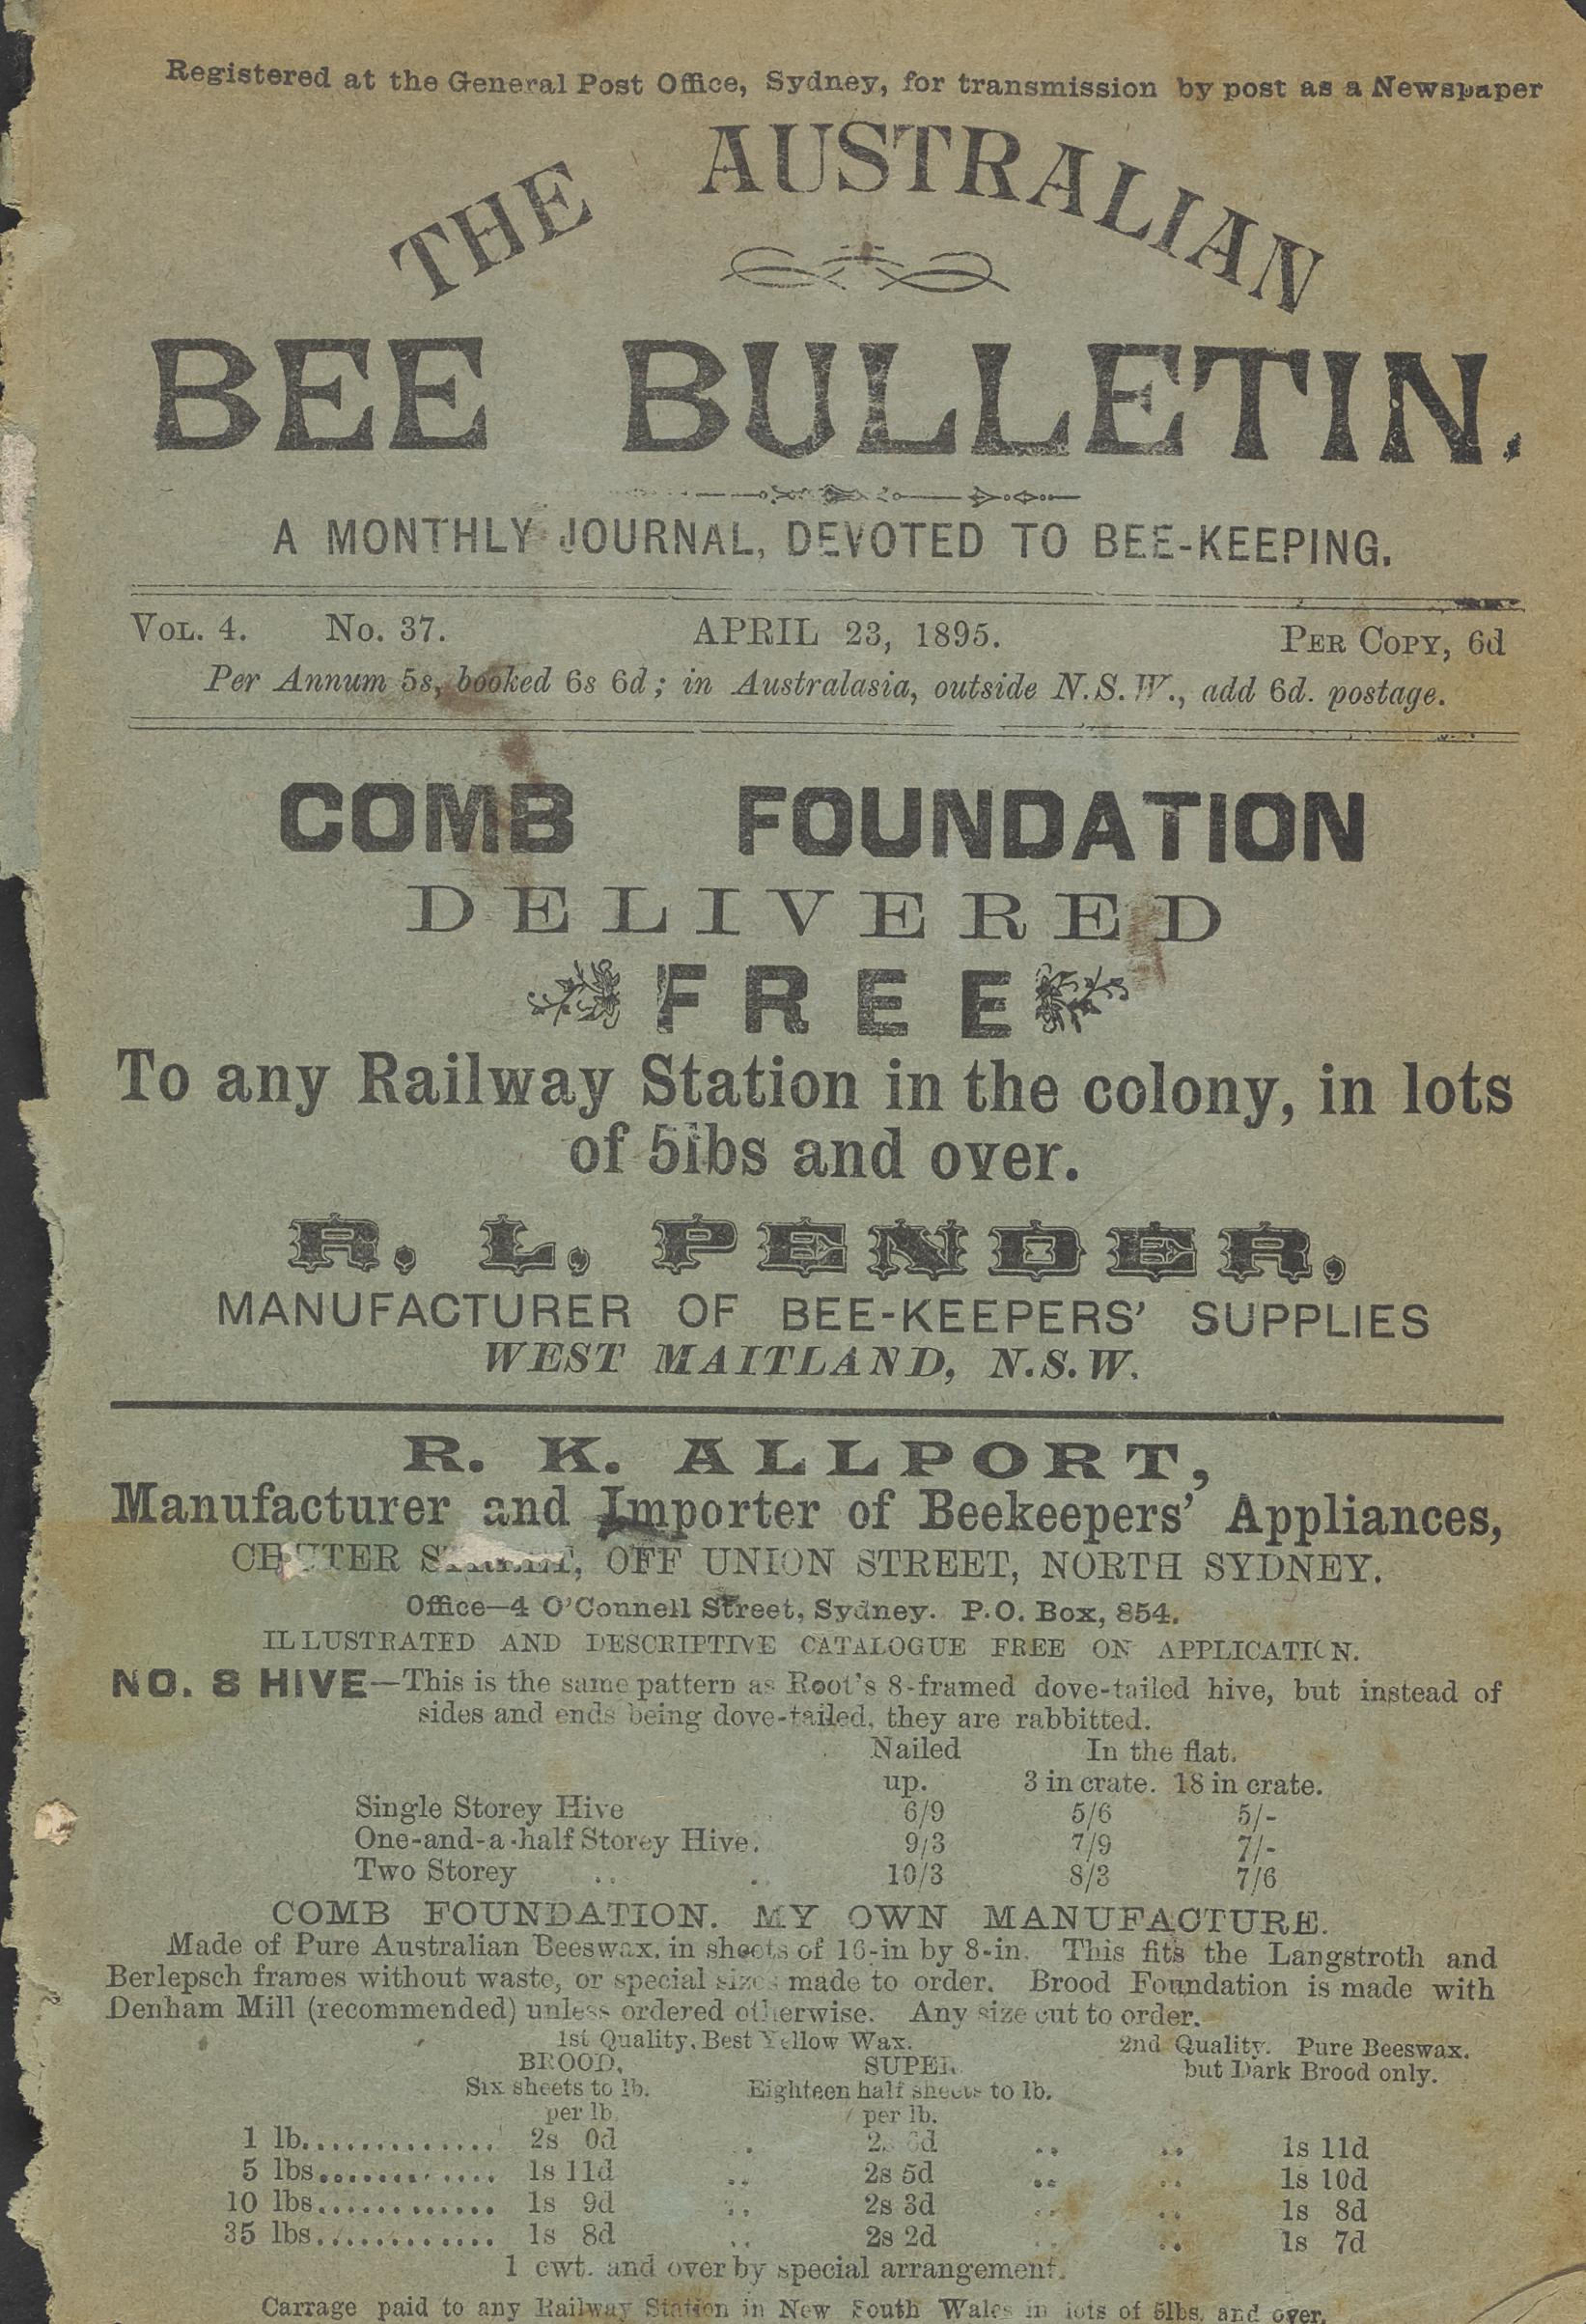 Registered at the General Post Office, Sydney, for transmission by post as a Newspaper
THE AUSTRALIAN
BEE BULLETIN.
A MONTHLY JOURNAL, DEVOTED TO BEE-KEEPING.
VOL. 4. No. 37. APRIL 23, 1895. PER COPY, 6d
Per Annum 5s, booked 6s 6d; in Australasia, outside N.S.W., add 6d. postage.
COMB FOUNDATION
DELIVERED
FREE
To any Railway Station in the colony, in lots
of 5lbs and over.
R. L. PENDER,
MANUFACTURER OF BEE-KEEPERS' SUPPLIES
WEST MAITLAND, N.S.W.
R. K. ALLPORT,
Manufacturer and Importer of Beekeepers' Appliances,
STREET, OFF UNION STREET, NORTH SYDNEY.
Office—4 O'Connell Street, Sydney. P.O. Box, 854.
ILLUSTRATED AND DESCRIPTIVE CATALOGUE FREE ON APPLICATION.
NO. 8 HIVE—This is the same pattern as Root's 8-framed dove-tailed hive, but instead of
sides and ends being dove-tailed, they are rabbitted.
Nailed In the flat.
up. 3 in crate. 18 in crate.
Single Storey Hive 6/9 5/6 5/-
One-and-a-half Storey Hive. 9/3 7/9 7/-
Two Storey .. .. 10/3 8/3 7/6
COMB FOUNDATION. MY OWN MANUFACTURE.
Made of Pure Australian Beeswax, in sheets of 16-in by 8-in. This fits the Langstroth and
Berlepsch frames without waste, or special sizes made to order. Brood Foundation is made with
Denham Mill (recommended) unless ordered otherwise. Any size cut to order.
1st Quality, Best Yellow Wax. 2nd Quality. Pure Beeswax.
BROOD, SUPER but Dark Brood only.
Six sheets to lb. Eighteen half sheets to lb.
per lb. per lb.
1 lb.............. 2s 0d . .. .. 1s 11d
5 lbs............. 1s 11d .. 2s 5d .. .. 1s 10d
10 lbs............ 1s 9d .. 2s 3d .. .. 1s 8d
35 lbs............ 1s 8d .. 2s 2d .. .. 1s 7d
1 cwt. and over by special arrangement.
Carrage paid to any Railway Station in New South Wales in lots of 5lbs. and over.